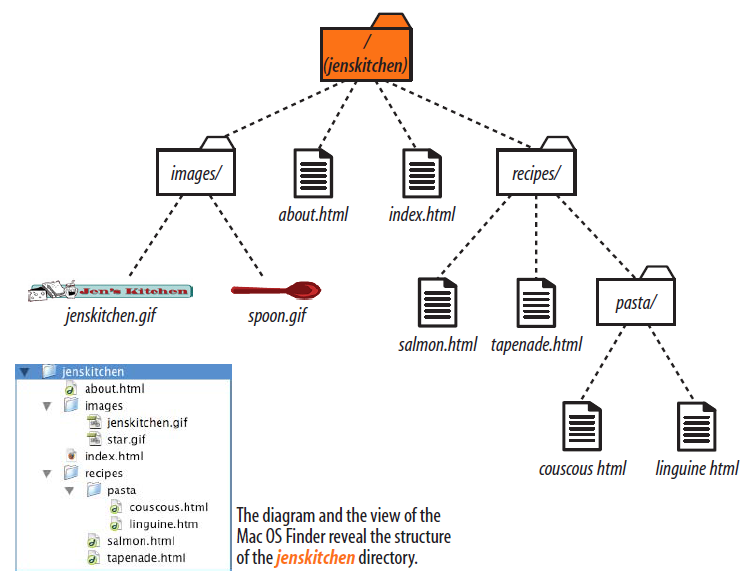 /
(jenskitchen)
images/
about.html
index.html
recipes/
Jen's Kitchen
jenskitchen.gif
spoon.gif
salmon.html
tapenade.html
pasta/
couscous html
linguine html
jenskitchen
about.html
images
jenskitchen.gif
star.gif
index.html
recipes
pasta
couscous.html
linguine.htm
salmon.html
tapenade.html
The diagram and the view of the
Mac OS Finder reveal the structure
of the jenskitchen directory.